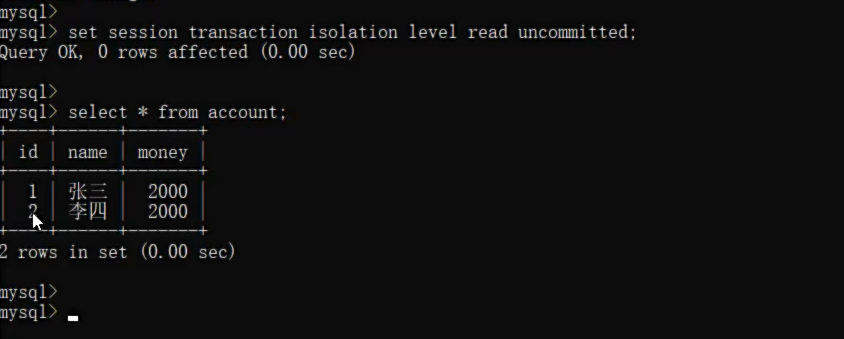 mysql>
mysql> set session transaction isolation level read uncommitted;
Query OK, 0 rows affected (0.00 sec)
mysql>
mysql> select * from account;
+----+------+-------+
| id | name | money |
+----+------+-------+
| 1 | 张三 | 2000 |
| 2 | 李四 | 2000 |
+----+------+-------+
2 rows in set (0.00 sec)
mysql>
mysql>